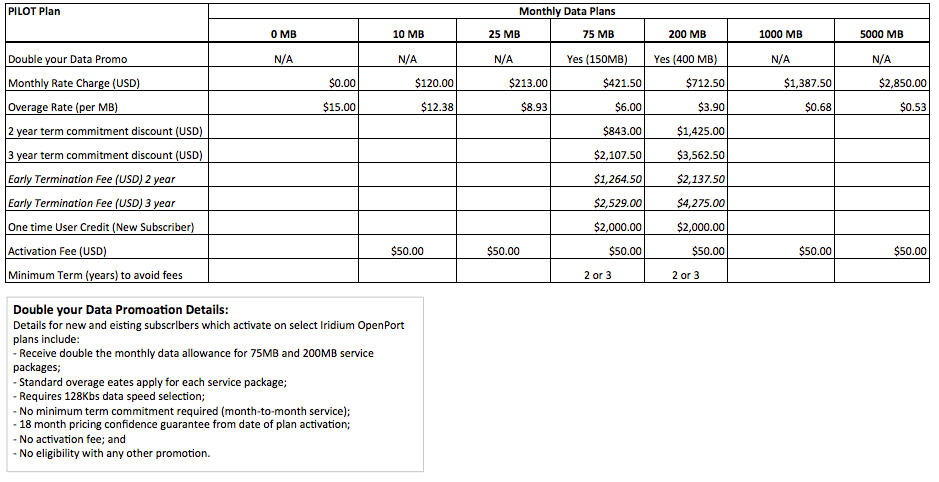 PILOT Plan Monthly Data Plans
0 MB 10 MB 25 MB 75 MB 200 MB 1000 MB 5000 MB
Double your Data Promo N/A N/A N/A Yes (150MB) Yes (400 MB) N/A N/A
Monthly Rate Charge (USD) $0.00 $120.00 $213.00 $421.50 $712.50 $1,387.50 $2,850.00
Overage Rate (per MB) $15.00 $12.38 $8.93 $6.00 $3.90 $0.68 $0.53
2 year term commitment discount (USD) $843.00 $1,425.00
3 year term commitment discount (USD) $2,107.50 $3,562.50
Early Termination Fee (USD) 2 year $1,264.50 $2,137.50
Early Termination Fee (USD) 3 year $2,529.00 $4,275.00
One time User Credit (New Subscriber) $2,000.00 $2,000.00
Activation Fee (USD) $50.00 $50.00 $50.00 $50.00 $50.00 $50.00
Minimum Term (years) to avoid fees 2 or 3 2 or 3
Double your Data Promoation Details:
Details for new and eisting subscrlbers which activate on select Iridium OpenPort
plans include:
- Receive double the monthly data allowance for 75MB and 200MB service
packages;
- Standard overage eates apply for each service package;
- Requires 128Kbs data speed selection;
- No minimum term commitment required (month-to-month service);
- 18 month pricing confidence guarantee from date of plan activation;
- No activation fee; and
- No eligibility with any other promotion.